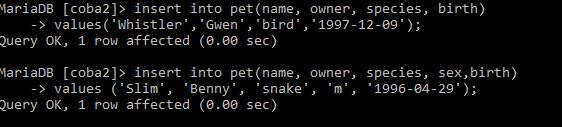 MariaDB [coba2]> insert into pet(name, owner, species, birth)
    -> values('Whistler','Gwen','bird','1997-12-09');
Query OK, 1 row affected (0.00 sec)
MariaDB [coba2]> insert into pet(name, owner, species, sex,birth)
    -> values ('Slim', 'Benny', 'snake', 'm', '1996-04-29');
Query OK, 1 row affected (0.00 sec)